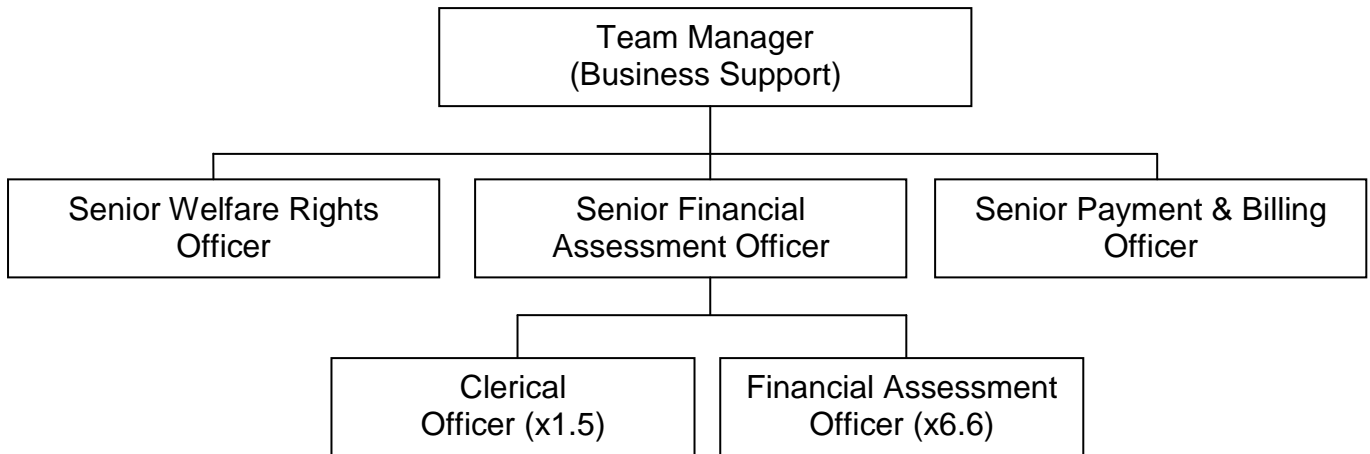 Team Manager
(Business Support)
Senior Welfare Rights
Officer
Senior Financial
Assessment Officer
Senior Payment & Billing
Officer
Clerical
Officer (x1.5)
Financial Assessment
Officer (x6.6)